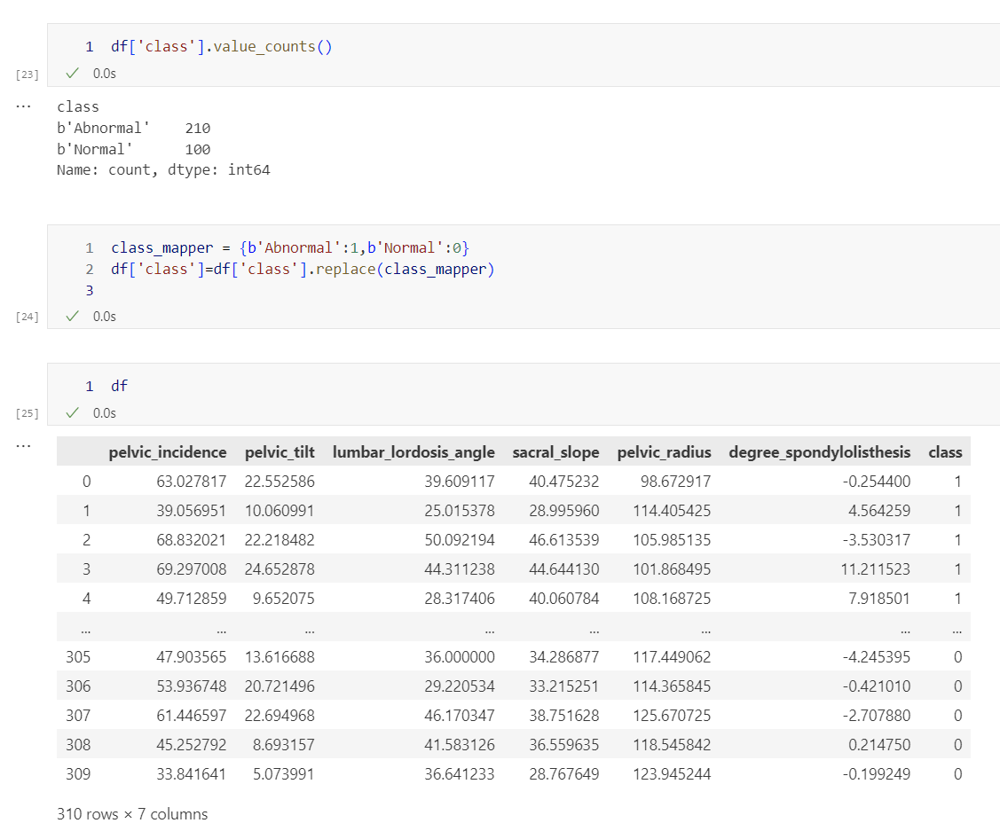 1 df['class'].value_counts()
[23] ✓ 0.0s
... class
b'Abnormal' 210
b'Normal' 100
Name: count, dtype: int64
1 class_mapper = {b'Abnormal':1,b'Normal':0}
2 df['class']=df['class'].replace(class_mapper)
3
[24] ✓ 0.0s
1 df
[25] ✓ 0.0s
...
pelvic_incidence pelvic_tilt lumbar_lordosis_angle sacral_slope pelvic_radius degree_spondylolisthesis class
0 63.027817 22.552586 39.609117 40.475232 98.672917 -0.254400 1
1 39.056951 10.060991 25.015378 28.995960 114.405425 4.564259 1
2 68.832021 22.218482 50.092194 46.613539 105.985135 -3.530317 1
3 69.297008 24.652878 44.311238 44.644130 101.868495 11.211523 1
4 49.712859 9.652075 28.317406 40.060784 108.168725 7.918501 1
... ... ... ... ... ... ... ...
305 47.903565 13.616688 36.000000 34.286877 117.449062 -4.245395 0
306 53.936748 20.721496 29.220534 33.215251 114.365845 -0.421010 0
307 61.446597 22.694968 46.170347 38.751628 125.670725 -2.707880 0
308 45.252792 8.693157 41.583126 36.559635 118.545842 0.214750 0
309 33.841641 5.073991 36.641233 28.767649 123.945244 -0.199249 0
310 rows × 7 columns